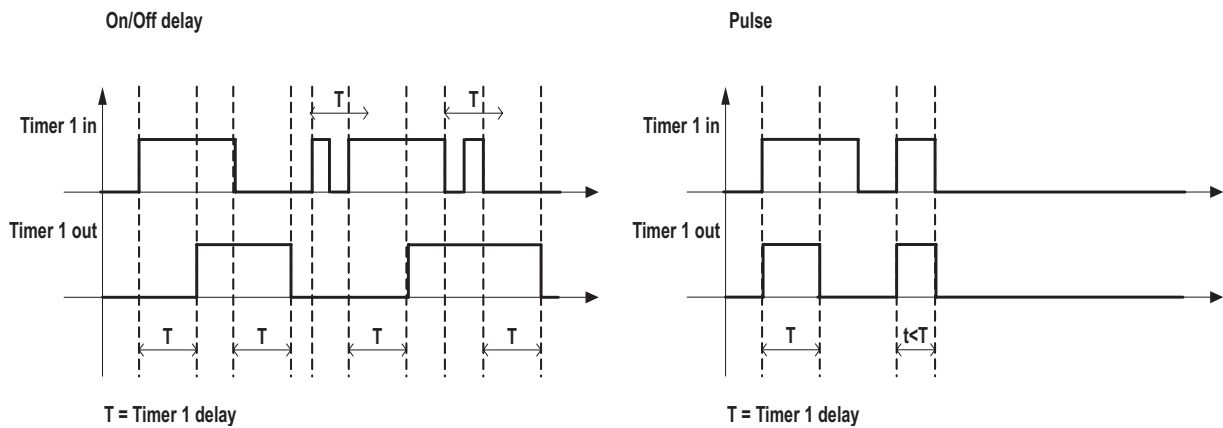 On/Off delay
Pulse
T
T
Timer 1 in
Timer 1 in
Timer 1 out
Timer 1 out
T
T
T
T
T
t<T
T = Timer 1 delay
T = Timer 1 delay